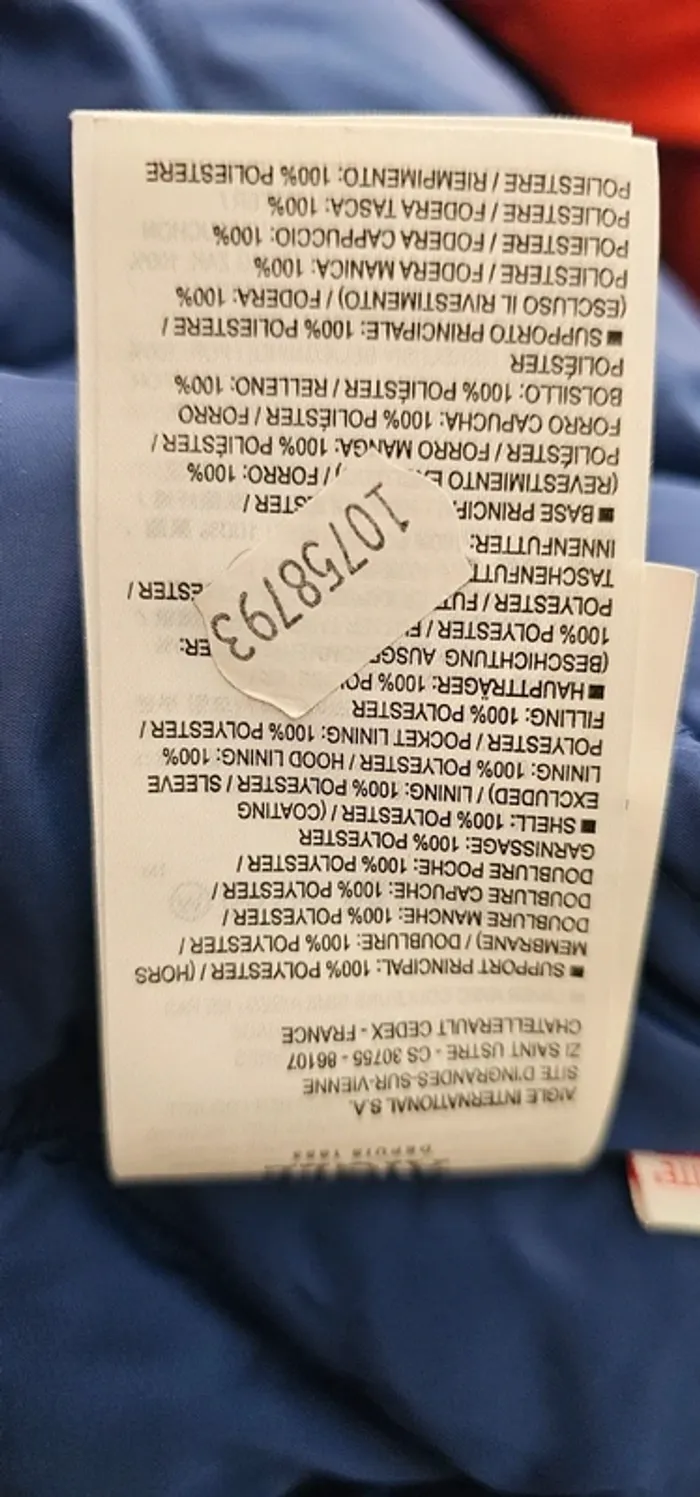 AIGLE
DEPUIS 1853
AIGLE INTERNATIONAL S.A.
SITE D'INGRANDES-SUR-VIENNE
ZI SAINT USTRE - CS 30755 - 86107
CHATELLERAULT CEDEX - FRANCE
■ SUPPORT PRINCIPAL: 100% POLYESTER / (HORS
MEMBRANE) / DOUBLURE: 100% POLYESTER /
DOUBLURE MANCHE: 100% POLYESTER /
DOUBLURE CAPUCHE: 100% POLYESTER /
DOUBLURE POCHE: 100% POLYESTER /
GARNISSAGE: 100% POLYESTER
■ SHELL: 100% POLYESTER / (COATING
EXCLUDED) / LINING: 100% POLYESTER / SLEEVE
LINING: 100% POLYESTER / HOOD LINING: 100%
POLYESTER / POCKET LINING: 100% POLYESTER /
FILLING: 100% POLYESTER
■ HAUPTTRÄGER: 100%
(BESCHICHTUNG
100% POLYESTER /
POLYESTER /
INNENFUTTER:
■ BASE
(REVESTIMIENTO / FORRO: 100%
POLIÉSTER / FORRO MANGA: 100% POLIÉSTER /
FORRO CAPUCHA: 100% POLIÉSTER / FORRO
BOLSILLO: 100% POLIÉSTER / RELLENO: 100%
POLIÉSTER
■ SUPPORTO PRINCIPALE: 100% POLIESTERE /
(ESCLUSO IL RIVESTIMENTO) / FODERA: 100%
POLIESTERE / FODERA MANICA: 100%
POLIESTERE / FODERA CAPPUCCIO: 100%
POLIESTERE / FODERA TASCA: 100%
POLIESTERE / RIEMPIMENTO: 100% POLIESTERE
10758793